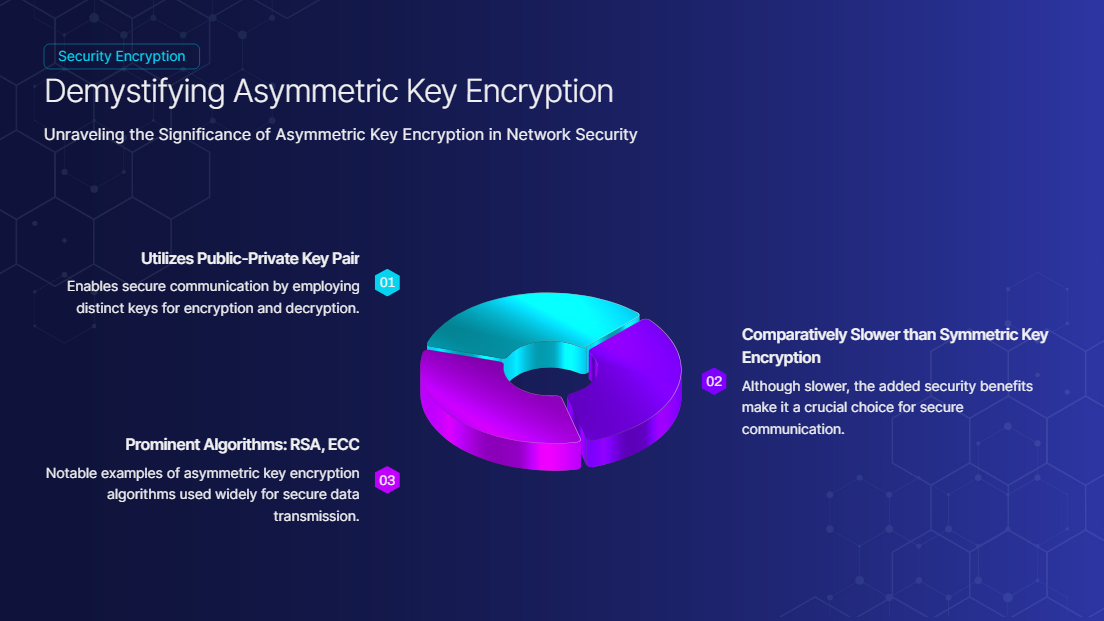 Security Encryption
Demystifying Asymmetric Key Encryption
Unraveling the Significance of Asymmetric Key Encryption in Network Security
Utilizes Public-Private Key Pair
01
Enables secure communication by employing
distinct keys for encryption and decryption.
Comparatively Slower than Symmetric Key
Encryption
02
Although slower, the added security benefits
make it a crucial choice for secure
communication.
Prominent Algorithms: RSA, ECC
03
Notable examples of asymmetric key encryption
algorithms used widely for secure data
transmission.